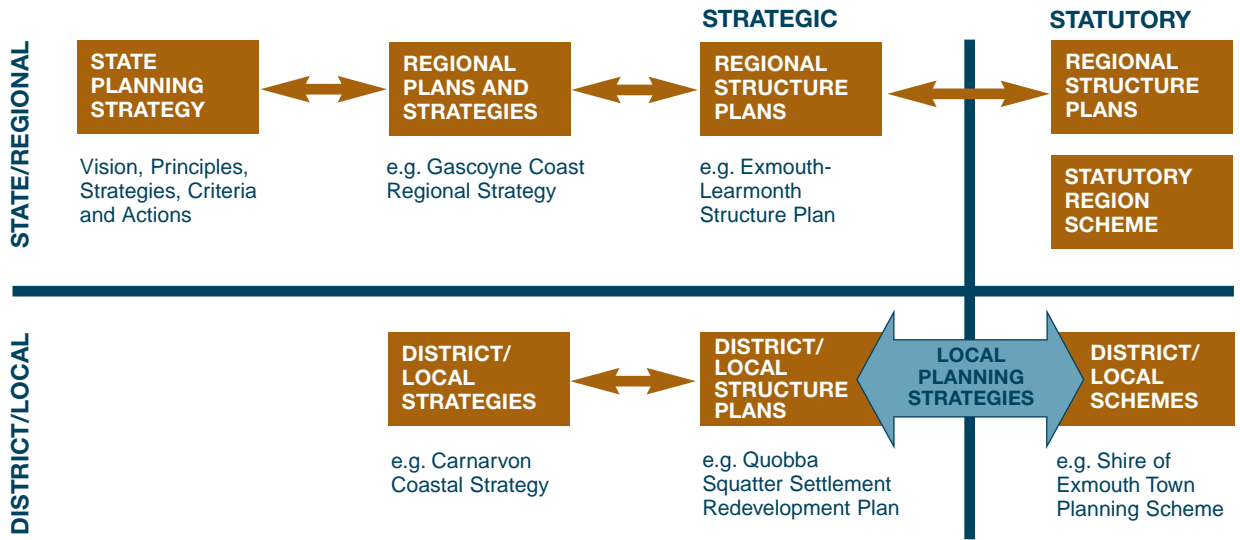 STRATEGIC
STATUTORY
STATE/REGIONAL
STATE
PLANNING
STRATEGY
REGIONAL
PLANS AND
STRATEGIES
REGIONAL
STRUCTURE
PLANS
REGIONAL
STRUCTURE
PLANS
Vision, Principles,
Strategies, Criteria
and Actions
e.g. Gascoyne Coast
Regional Strategy
e.g. Exmouth-
Learmonth
Structure Plan
STATUTORY
REGION
SCHEME
DISTRICT/LOCAL
DISTRICT/
LOCAL
STRATEGIES
DISTRICT/
LOCAL
STRUCTURE
PLANS
LOCAL
PLANNING
STRATEGIES
DISTRICT/
LOCAL
SCHEMES
e.g. Carnarvon
Coastal Strategy
e.g. Quobba
Squatter Settlement
Redevelopment Plan
e.g. Shire of
Exmouth Town
Planning Scheme